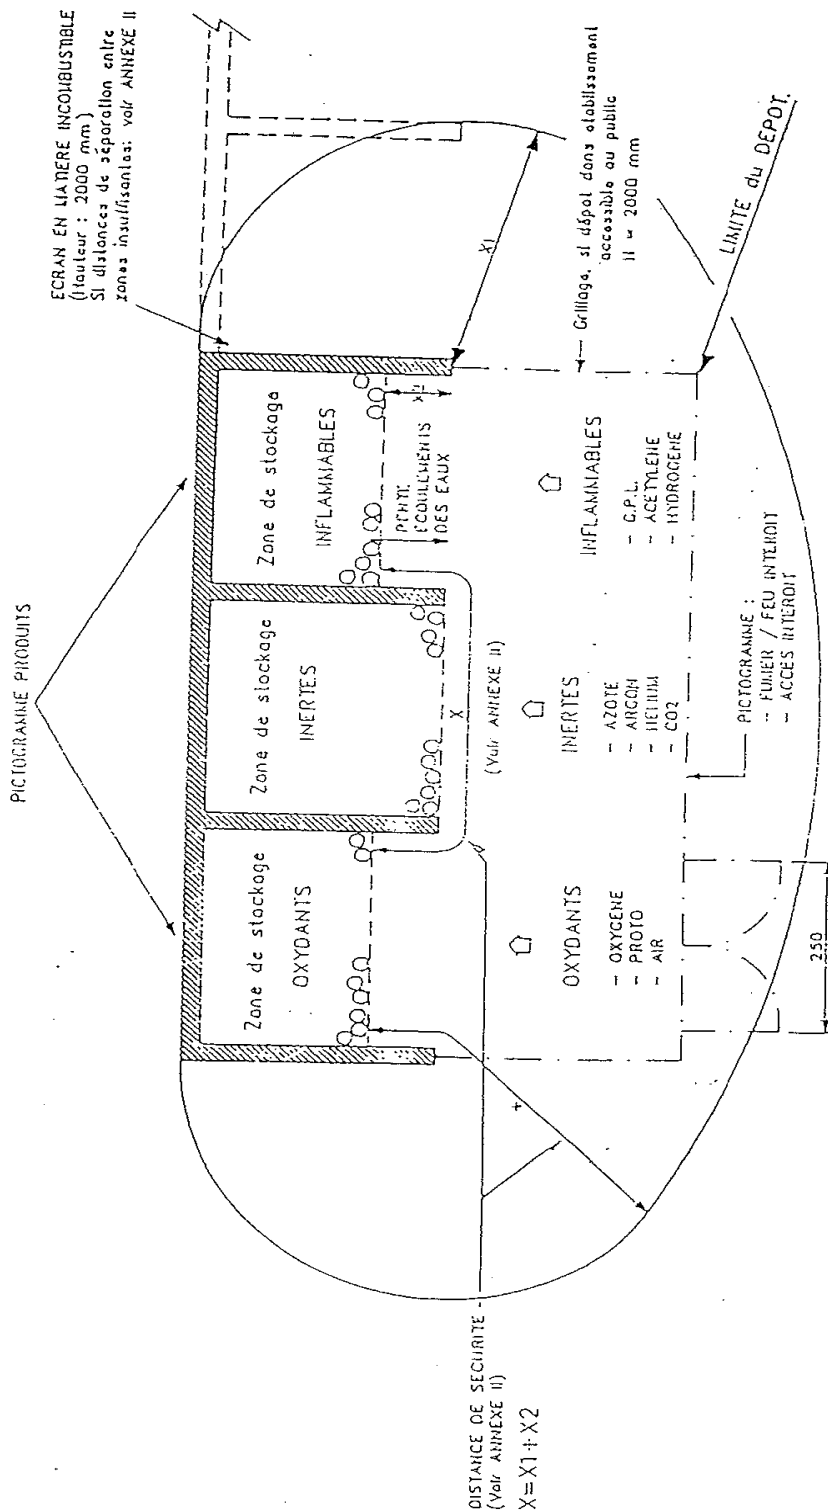 PICTOGRAMME PRODUITS
ECRAN EN MATIERE INCOMBUSTIBLE
(Hauteur : 2000 mm)
Si distances de séparation entre
zones insuffisantes: voir ANNEXE II
Zone de stockage
OXYDANTS
Zone de stockage
INERTES
Zone de stockage
INFLAMMABLES
PENTE
ECOULEMENTS
DES EAUX
X2
X1
X
(Voir ANNEXE II)
Grillage, si dépot dans etablissement
accessible au public
H = 2000 mm
LIMITE du DEPOT.
OXYDANTS
- OXYGENE
- PROTO
- AIR
INERTES
- AZOTE
- ARGON
- HELIUM
- CO2
INFLAMMABLES
- G.P.L.
- ACETYLENE
- HYDROGENE
PICTOGRAMME :
- FUMER / FEU INTERDIT
- ACCES INTERDIT
250
DISTANCE DE SECURITE -
(Voir ANNEXE II)
X=X1+X2